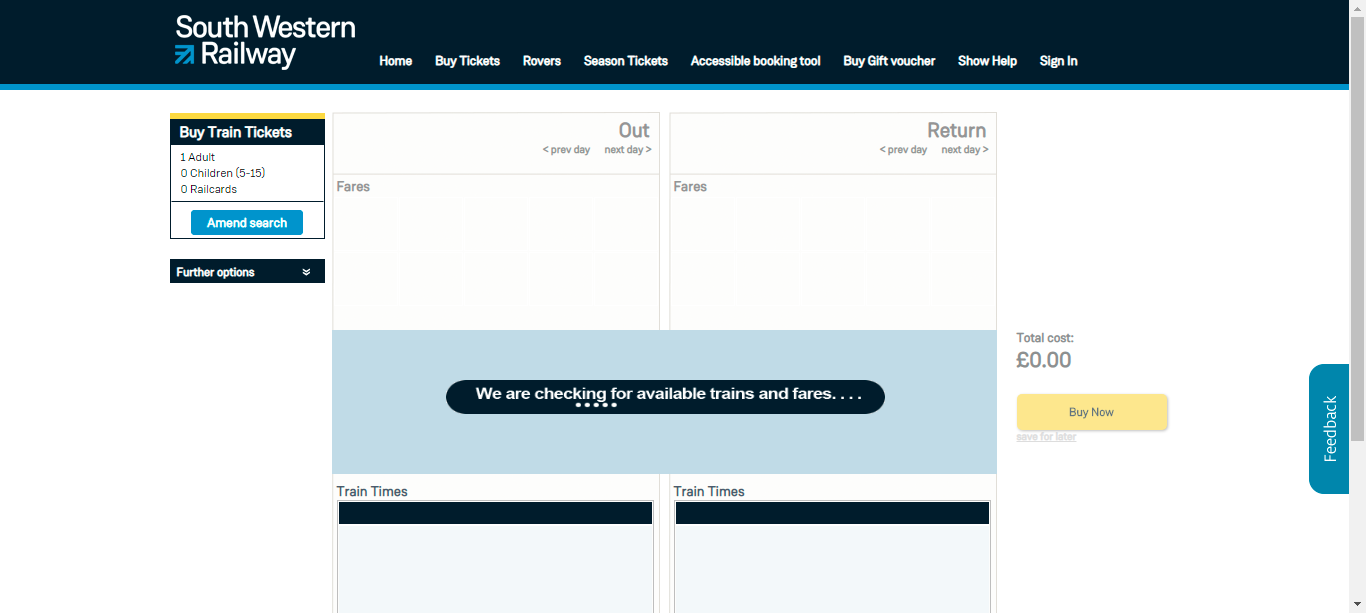 South Western
Railway
Home Buy Tickets Rovers Season Tickets Accessible booking tool Buy Gift voucher Show Help Sign In
Buy Train Tickets
1 Adult
0 Children (5-15)
0 Railcards
Amend search
Further options
Out
< prev day next day >
Fares
Return
< prev day next day >
Fares
We are checking for available trains and fares. . . .
Total cost:
£0.00
Buy Now
save for later
Feedback
Train Times
Train Times